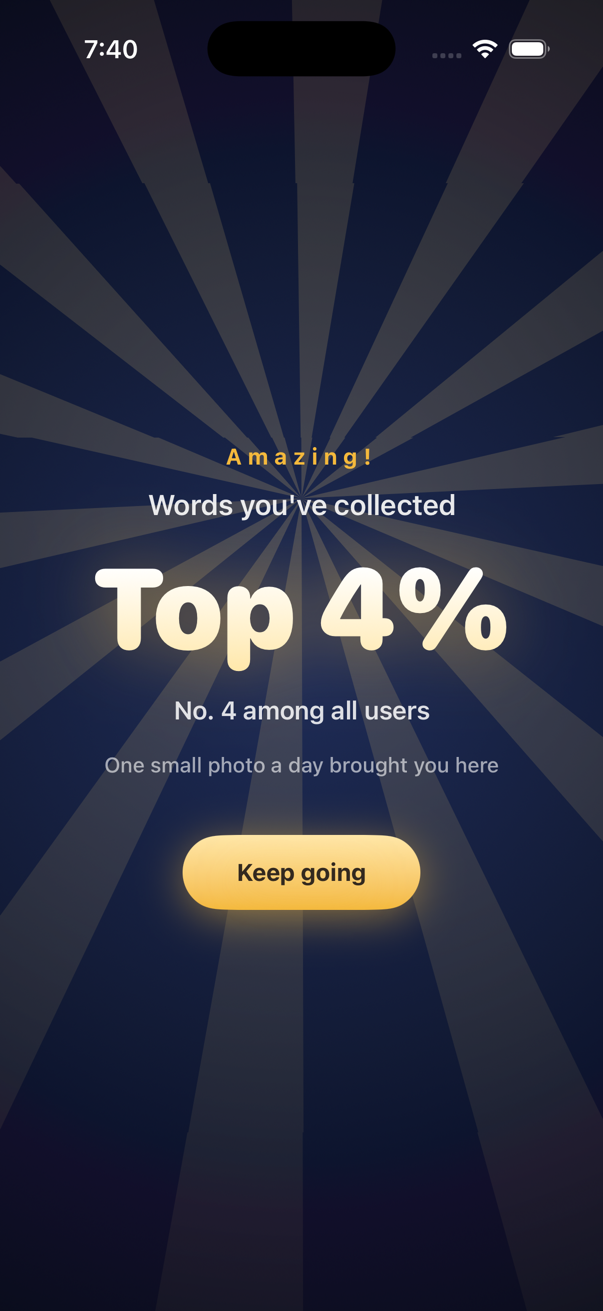 7:40
Amazing!
Words you've collected
Top 4%
No. 4 among all users
One small photo a day brought you here
Keep going